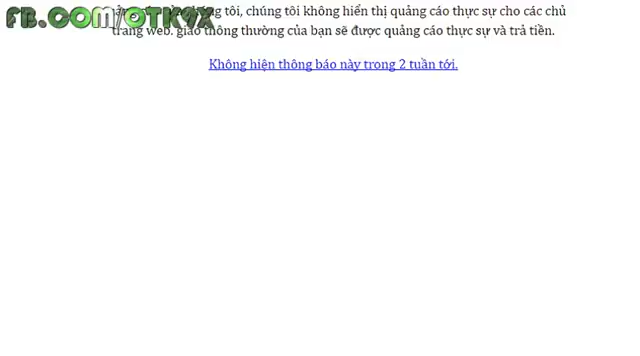 FB.COM/OTK9X
tôi, chúng tôi không hiển thị quảng cáo thực sự cho các chủ
trang web. giao thông thường của bạn sẽ được quảng cáo thực sự và trả tiền.
Không hiện thông báo này trong 2 tuần tới.